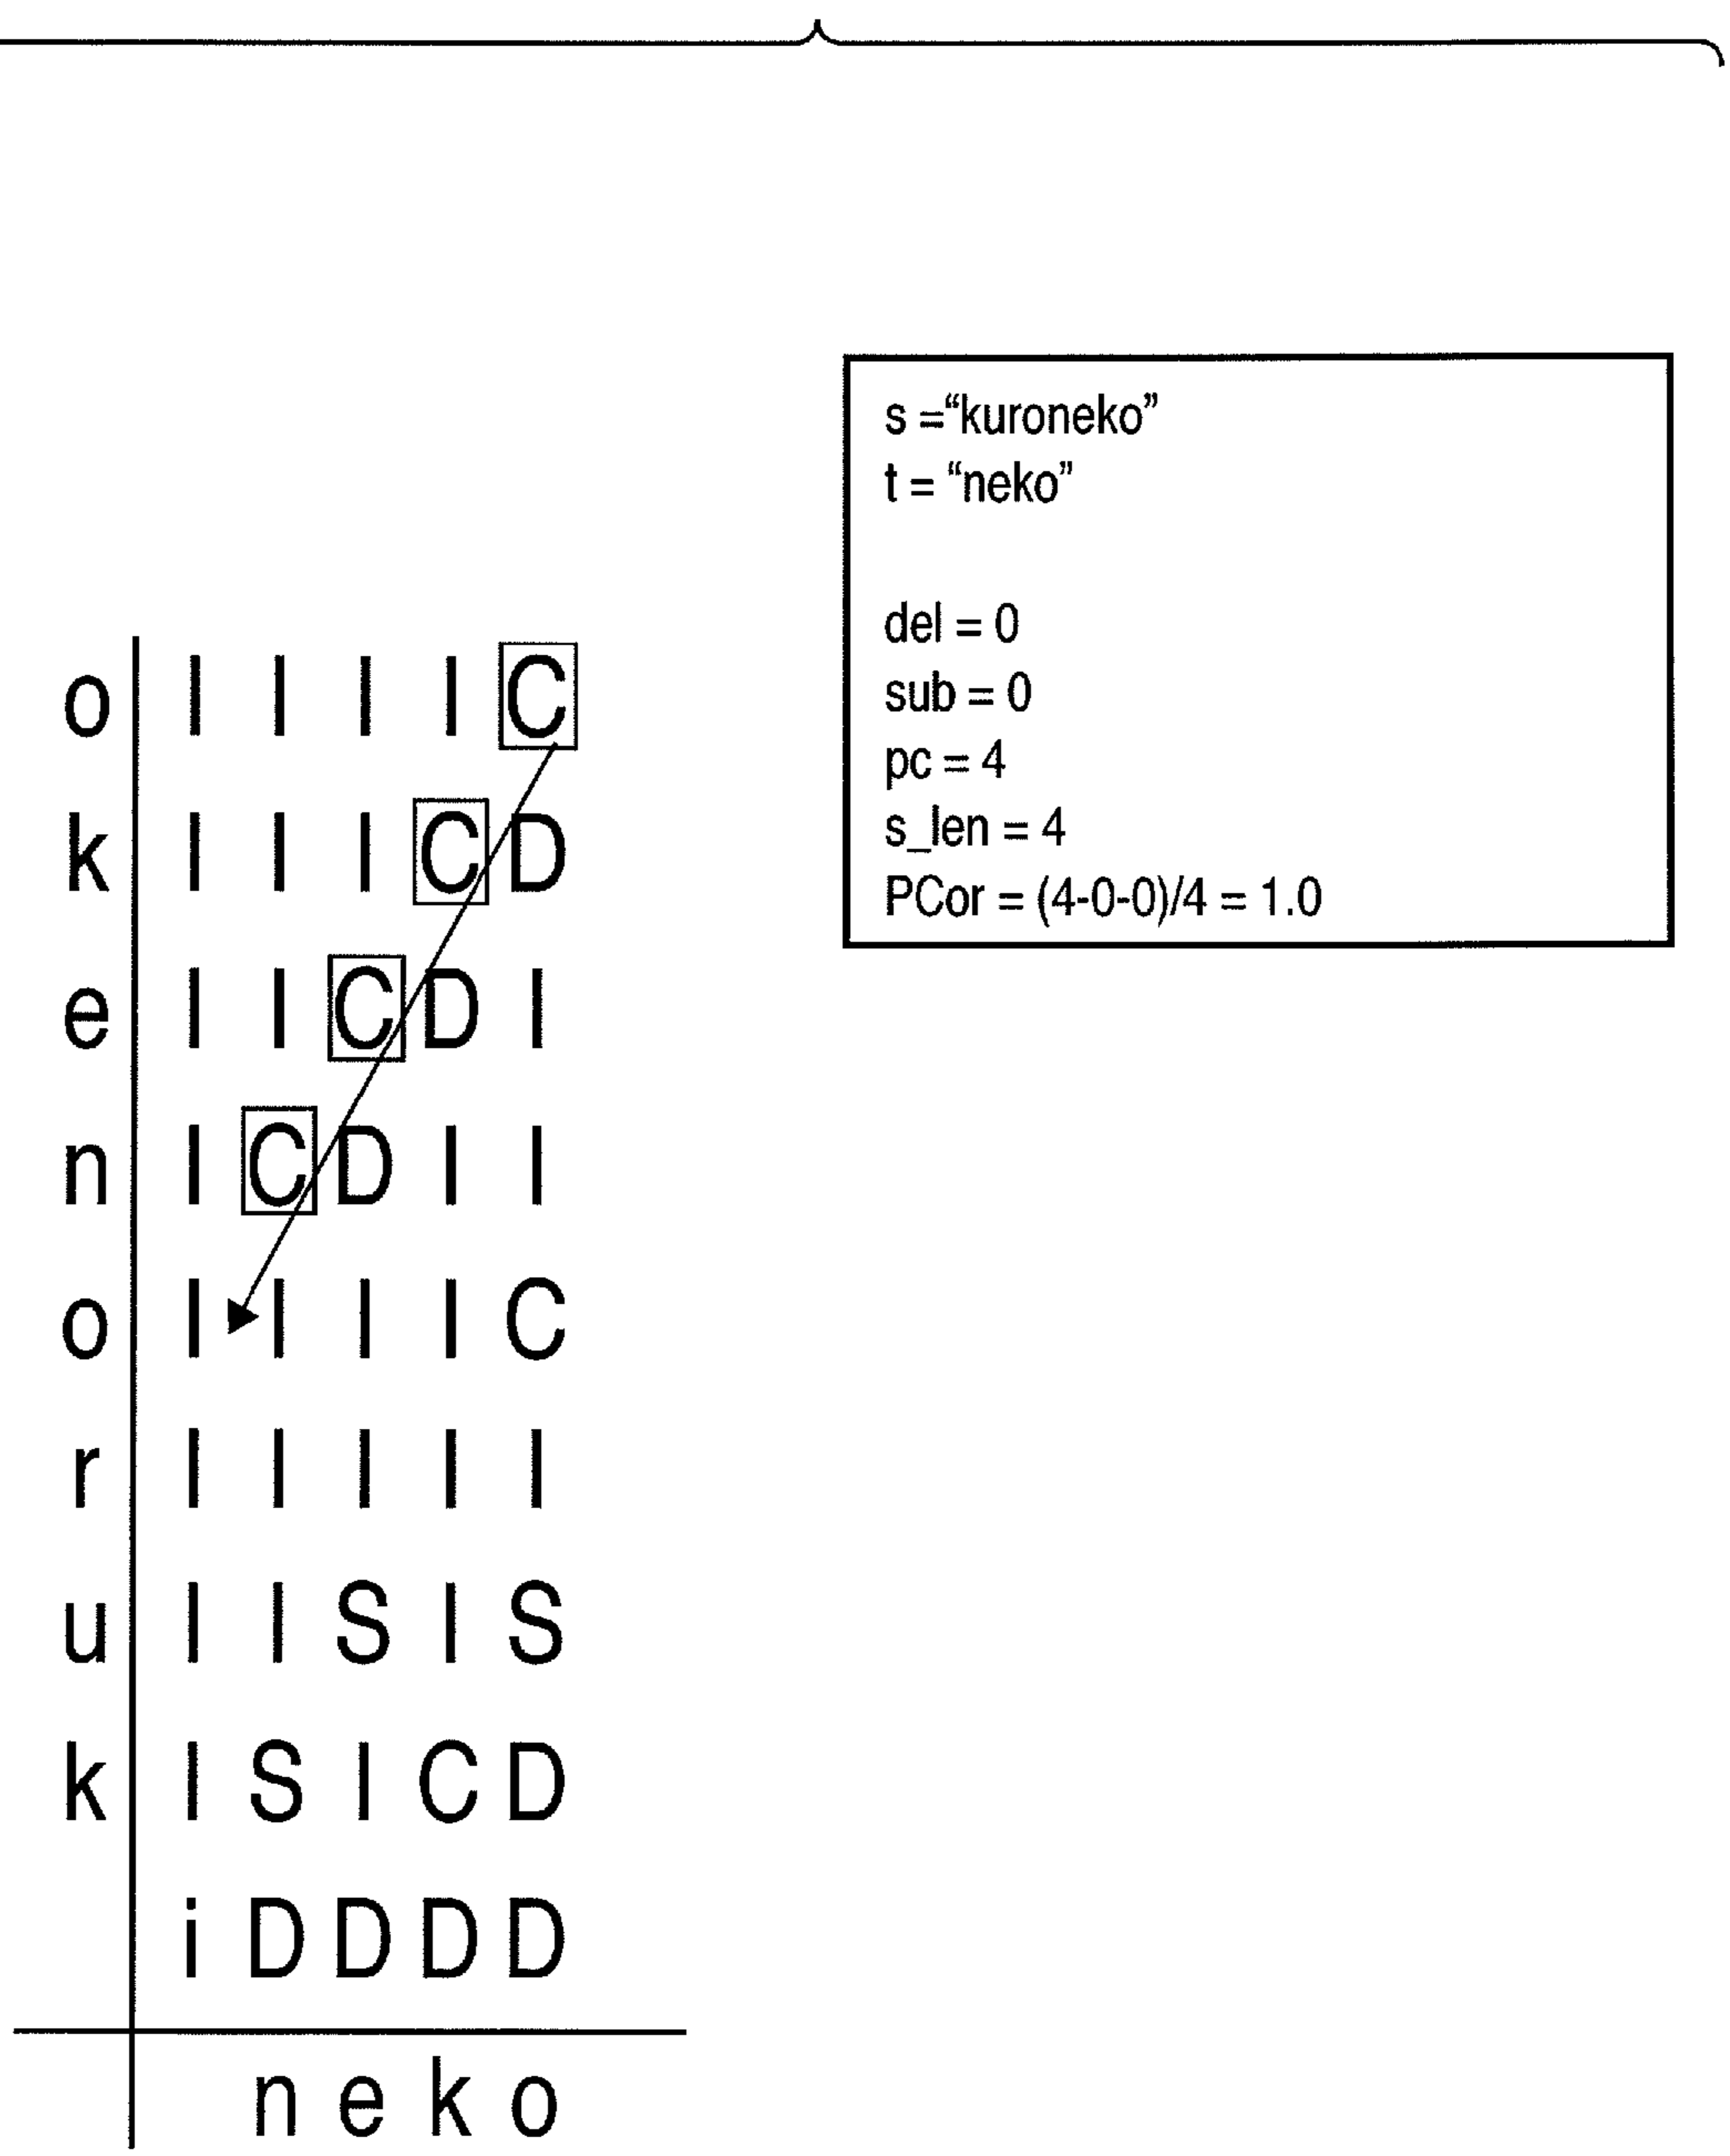 s ="kuroneko"
t = "neko"
del = 0
sub = 0
pc = 4
s_len = 4
PCor = (4-0-0)/4 = 1.0
o I I I I C
k I I I C D
e I I C D I
n I C D I I
o I I I I C
r I I I I I
u I I S I S
k I S I C D
i D D D D
n e k o